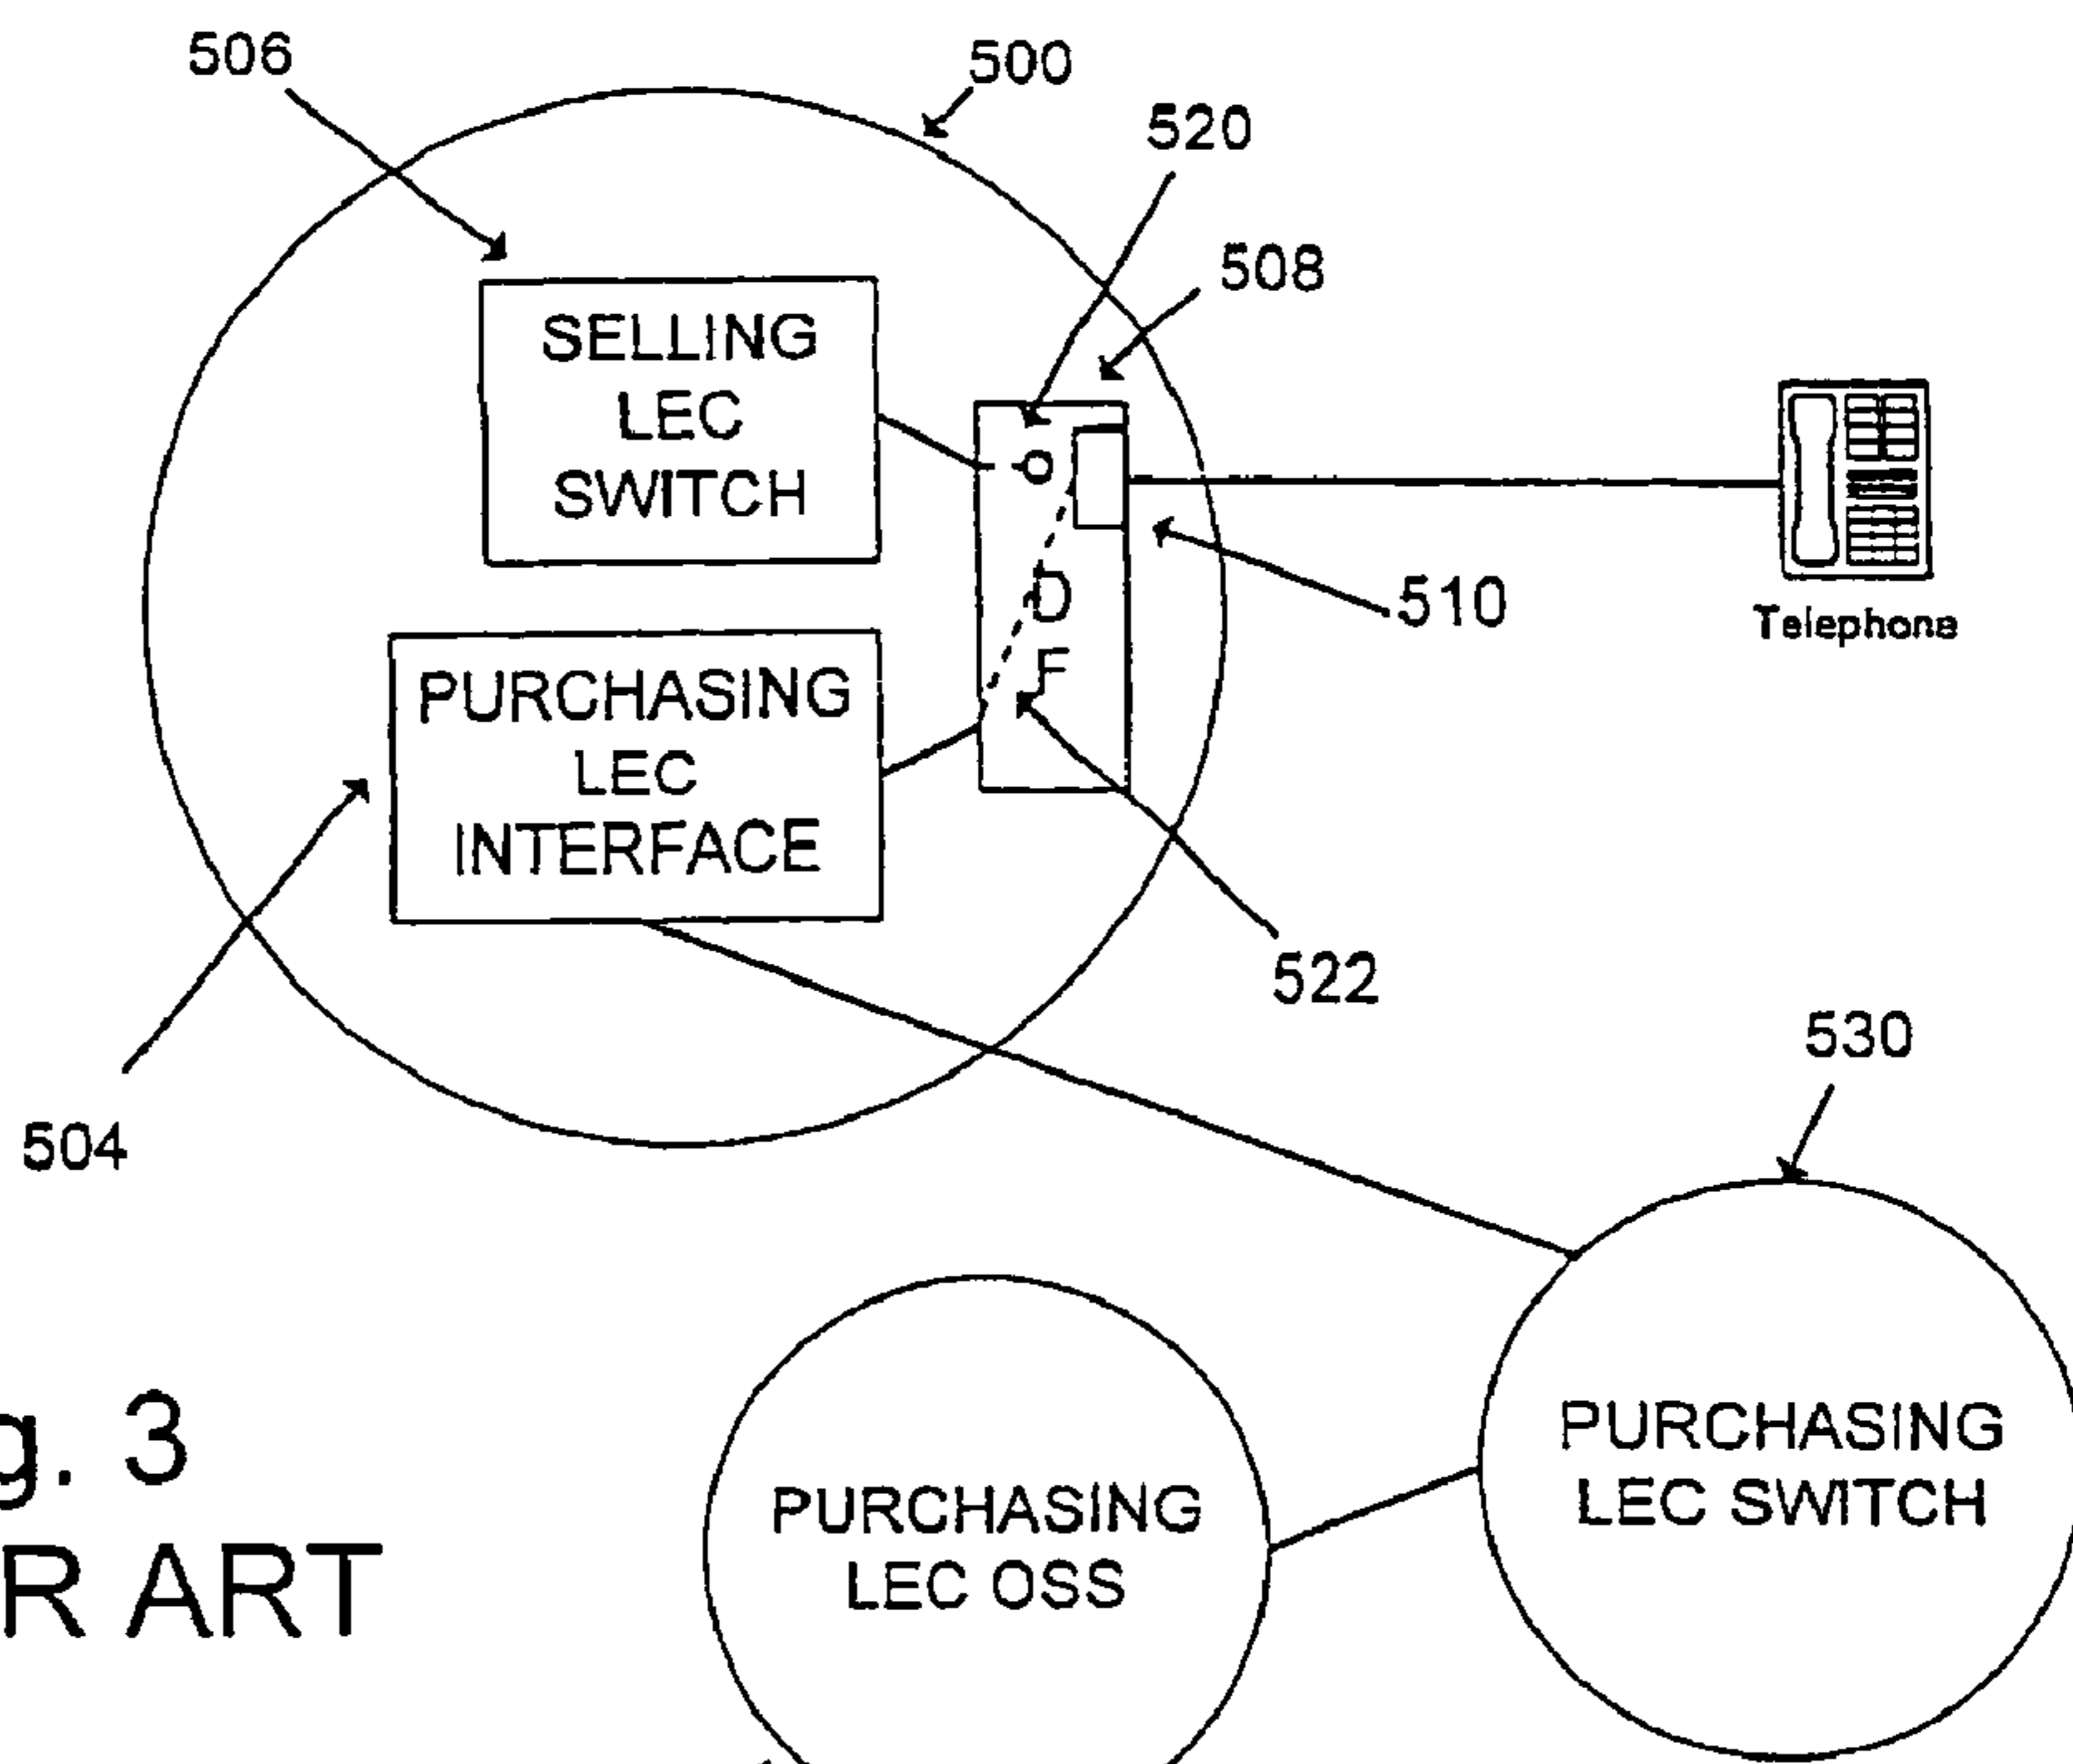 506
500
520
508
SELLING
LEC
SWITCH
510
Telephone
D
F
PURCHASING
LEC
INTERFACE
522
530
504
g. 3
R ART
PURCHASING
LEC SWITCH
PURCHASING
LEC OSS